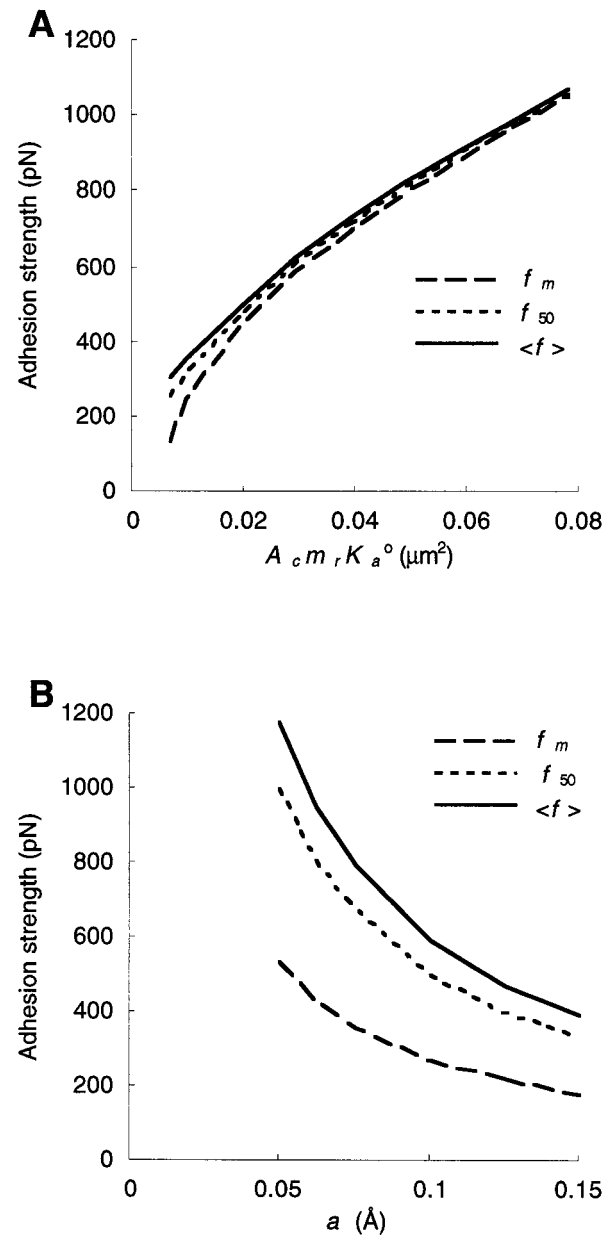 A
Adhesion strength (pN)
1200
1000
800
600
400
200
0
0
0.02
0.04
0.06
0.08
A c m r K a o (μm2)
f m
f 50
<f>
B
Adhesion strength (pN)
1200
1000
800
600
400
200
0
0
0.05
0.1
0.15
a (Å)
f m
f 50
<f>